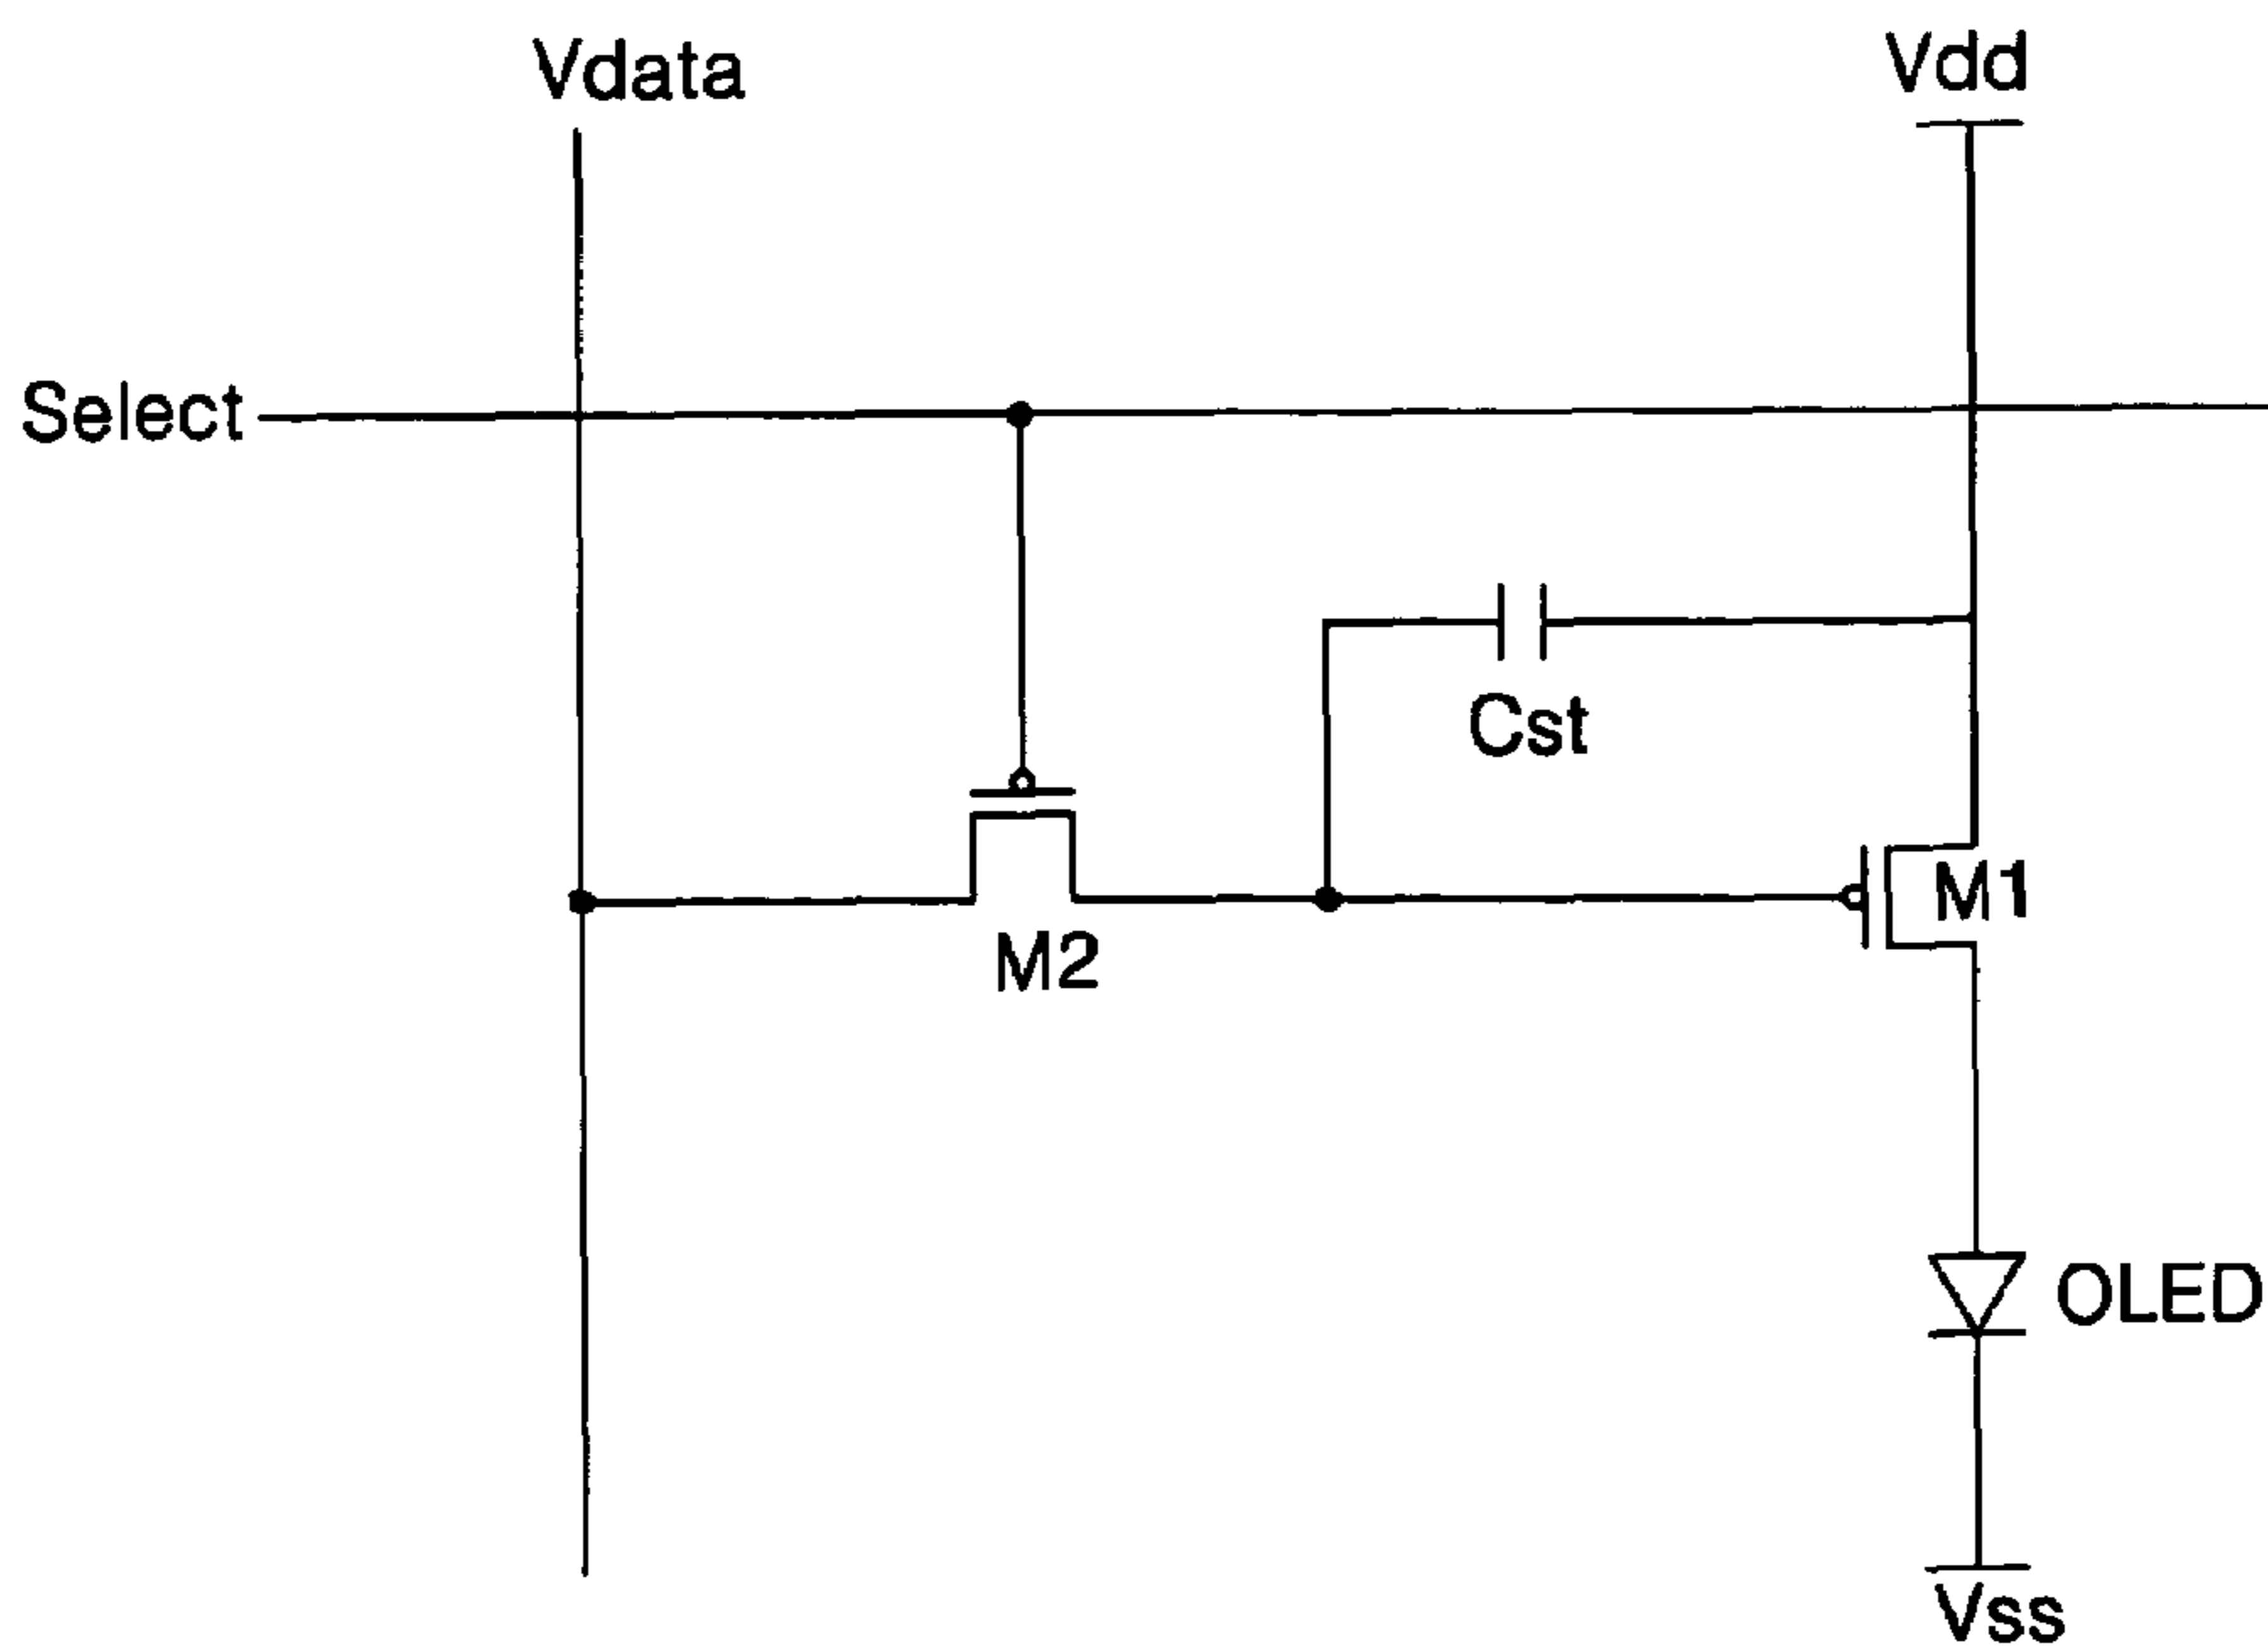 Vdata
Vdd
Select
Cst
M1
M2
OLED
Vss